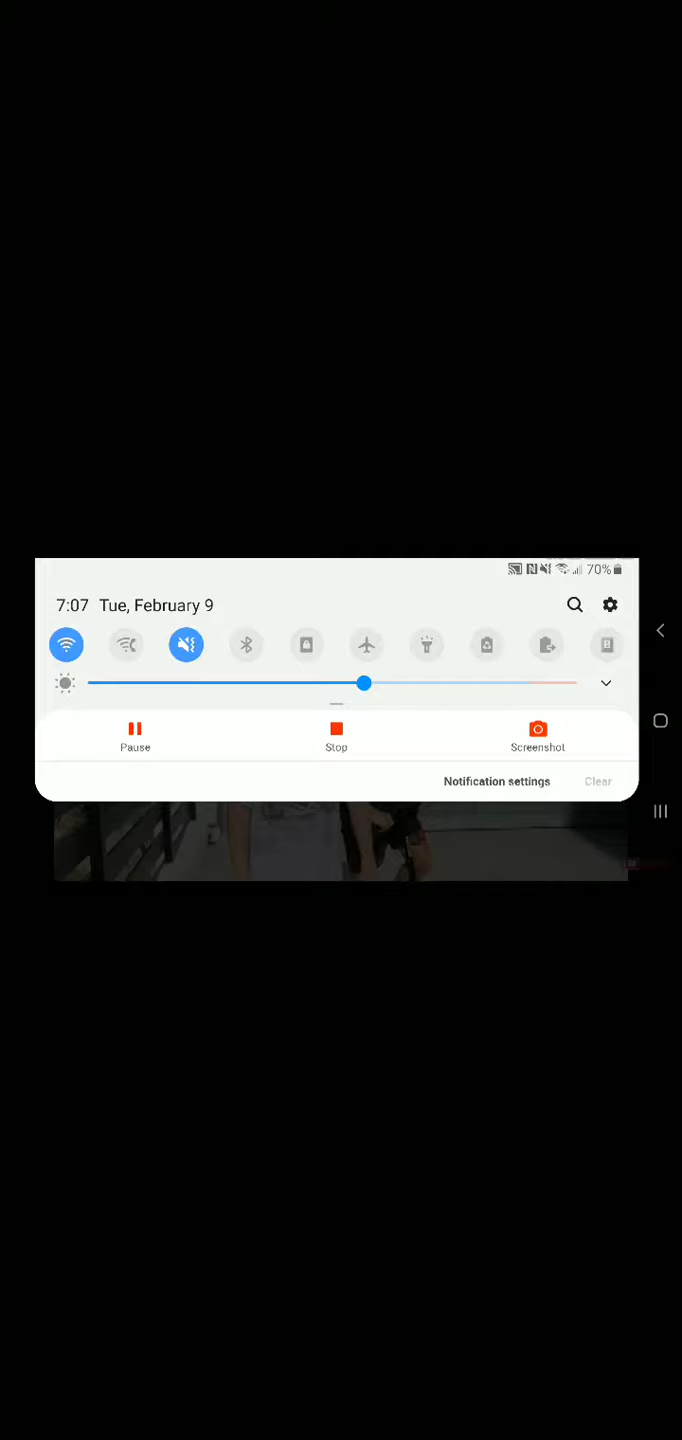 70%
7:07 Tue, February 9
Pause Stop Screenshot
Notification settings Clear